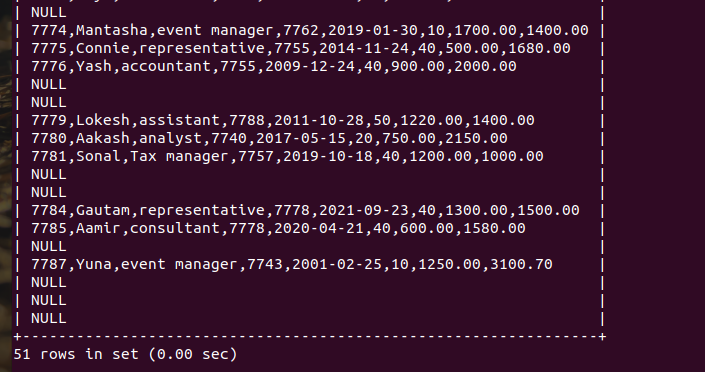 | NULL |
| 7774,Mantasha,event manager,7762,2019-01-30,10,1700.00,1400.00 |
| 7775,Connie,representative,7755,2014-11-24,40,500.00,1680.00 |
| 7776,Yash,accountant,7755,2009-12-24,40,900.00,2000.00 |
| NULL |
| NULL |
| 7779,Lokesh,assistant,7788,2011-10-28,50,1220.00,1400.00 |
| 7780,Aakash,analyst,7740,2017-05-15,20,750.00,2150.00 |
| 7781,Sonal,Tax manager,7757,2019-10-18,40,1200.00,1000.00 |
| NULL |
| NULL |
| 7784,Gautam,representative,7778,2021-09-23,40,1300.00,1500.00 |
| 7785,Aamir,consultant,7778,2020-04-21,40,600.00,1580.00 |
| NULL |
| 7787,Yuna,event manager,7743,2001-02-25,10,1250.00,3100.70 |
| NULL |
| NULL |
| NULL |
+----------------------------------------------------------------+
51 rows in set (0.00 sec)